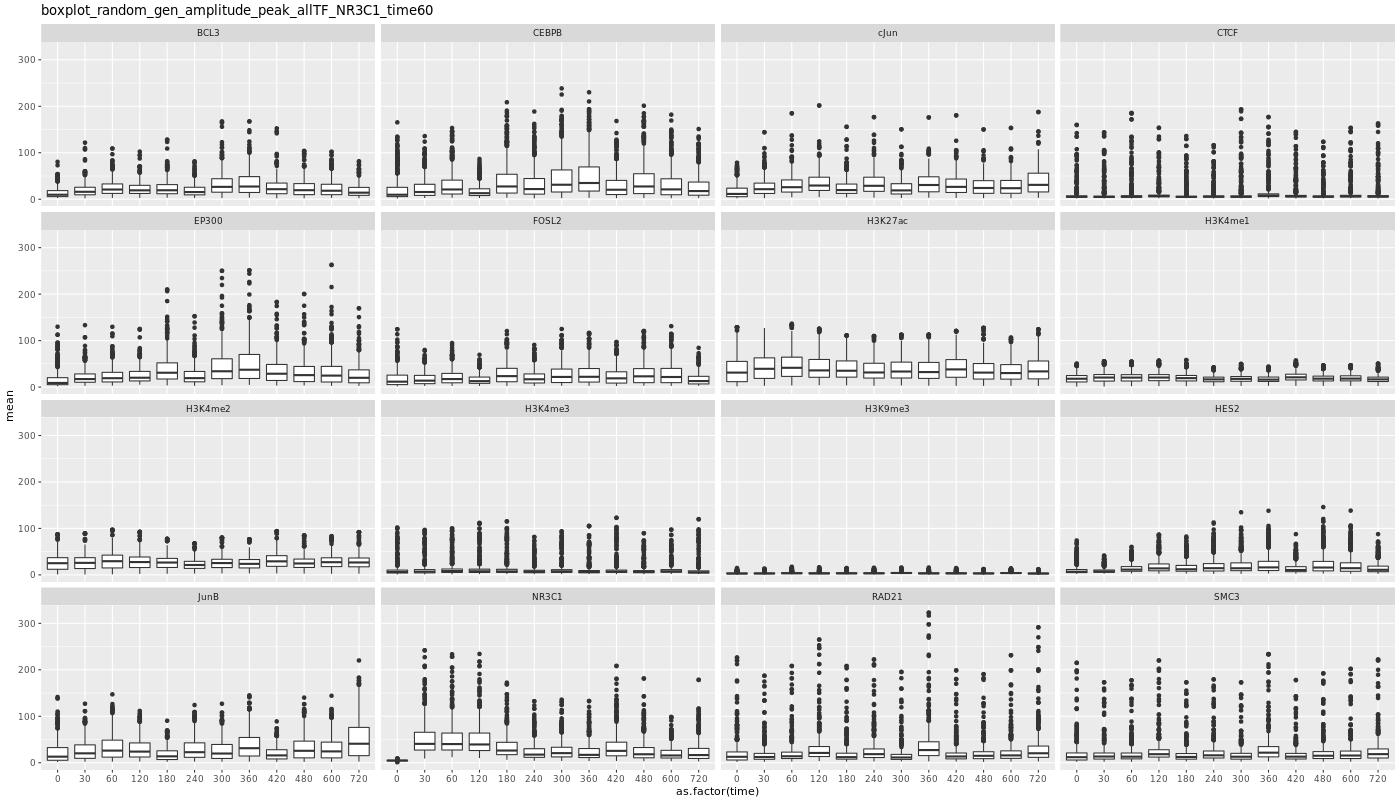 boxplot_random_gen_amplitude_peak_allTF_NR3C1_time60
BCL3 CEBPB cJun CTCF
300
200
100
0
EP300 FOSL2 H3K27ac H3K4me1
300
200
100
0
mean
H3K4me2 H3K4me3 H3K9me3 HES2
300
200
100
0
JunB NR3C1 RAD21 SMC3
300
200
100
0
0 30 60 120 180 240 300 360 420 480 600 720 0 30 60 120 180 240 300 360 420 480 600 720 0 30 60 120 180 240 300 360 420 480 600 720 0 30 60 120 180 240 300 360 420 480 600 720
as.factor(time)